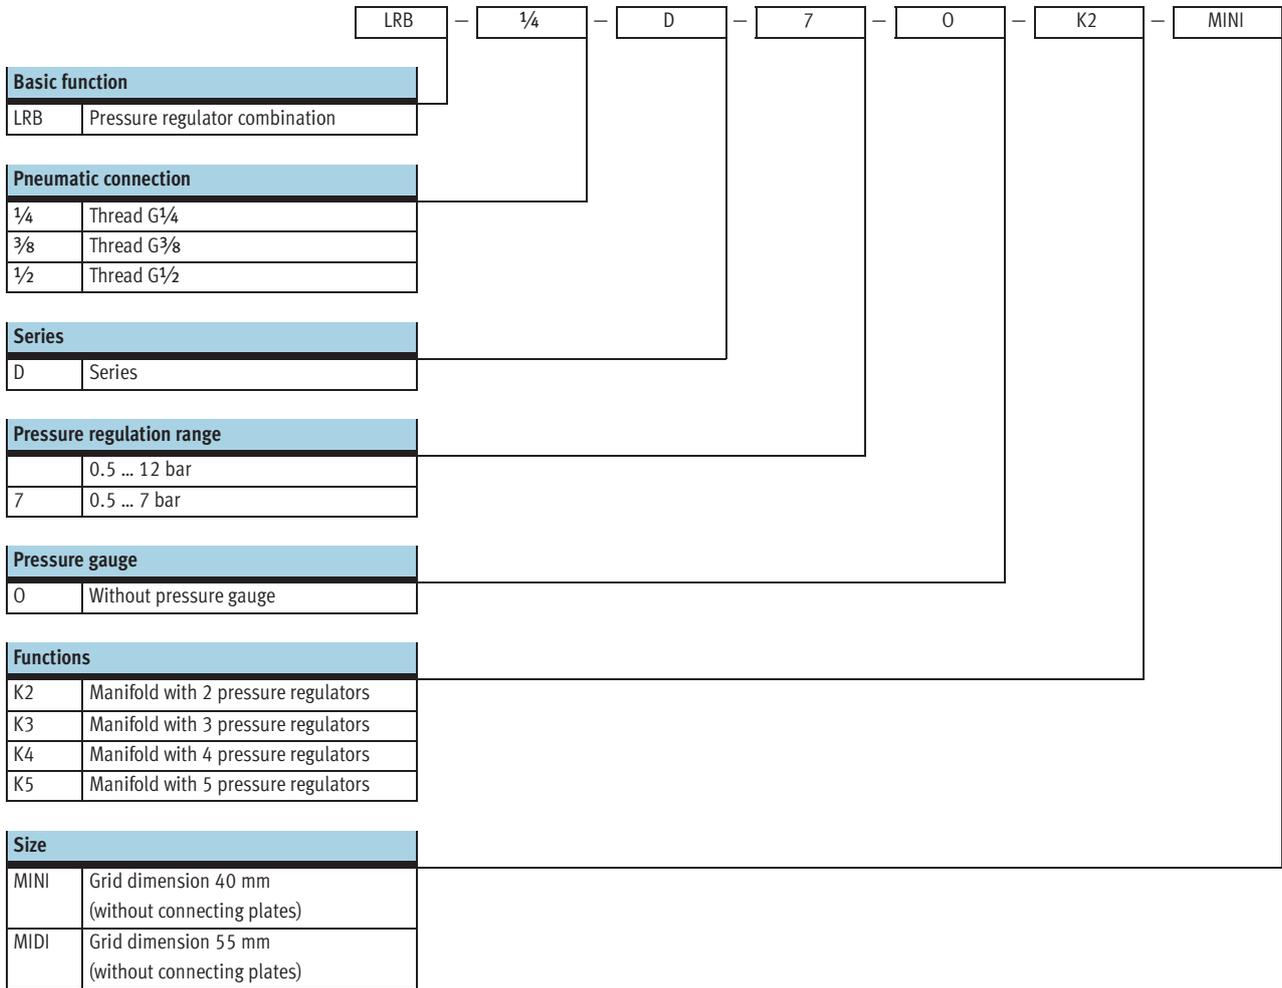 LRB – ¼ – D – 7 – O – K2 – MINI
Basic function
LRB Pressure regulator combination
Pneumatic connection
¼ Thread G¼
⅜ Thread G⅜
½ Thread G½
Series
D Series
Pressure regulation range
0.5 … 12 bar
7 0.5 … 7 bar
Pressure gauge
O Without pressure gauge
Functions
K2 Manifold with 2 pressure regulators
K3 Manifold with 3 pressure regulators
K4 Manifold with 4 pressure regulators
K5 Manifold with 5 pressure regulators
Size
MINI Grid dimension 40 mm
(without connecting plates)
MIDI Grid dimension 55 mm
(without connecting plates)